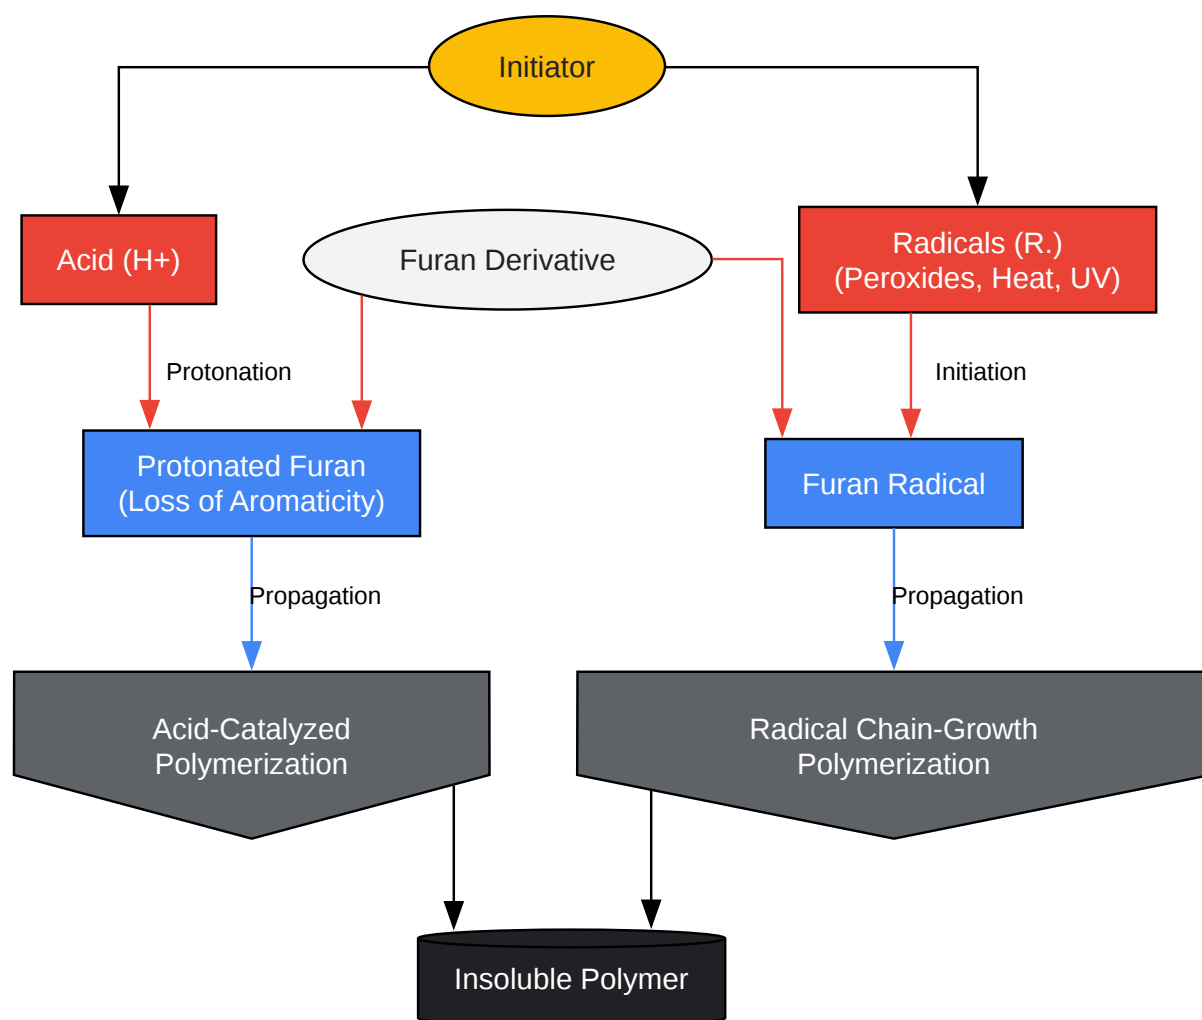 Initiator
Acid (H+)
Furan Derivative
Radicals (R.)
(Peroxides, Heat, UV)
Protonation
Initiation
Protonated Furan
(Loss of Aromaticity)
Furan Radical
Propagation
Propagation
Acid-Catalyzed
Polymerization
Radical Chain-Growth
Polymerization
Insoluble Polymer